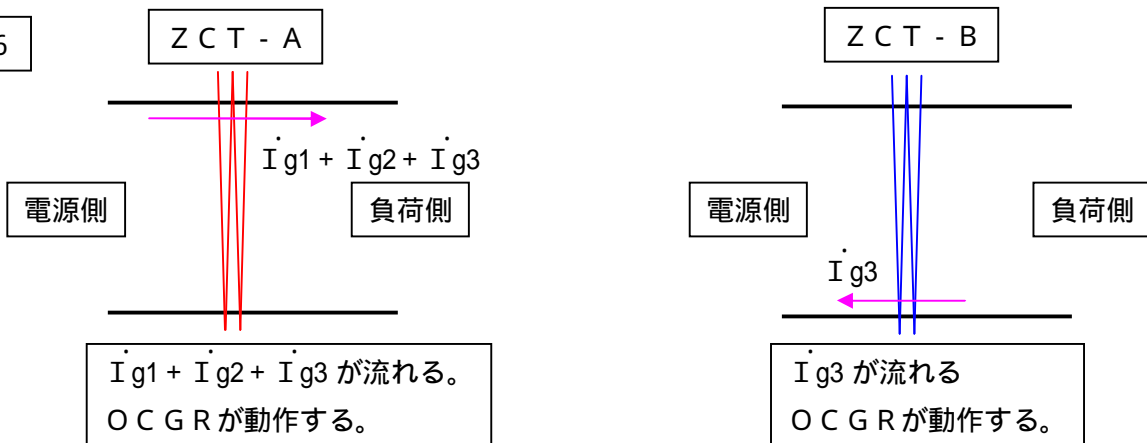 ZCT-A
ZCT-B
İg1 + İg2 + İg3
電源側
負荷側
電源側
負荷側
İg3
İg1 + İg2 + İg3 が流れる。
OCGRが動作する。
İg3 が流れる
OCGRが動作する。